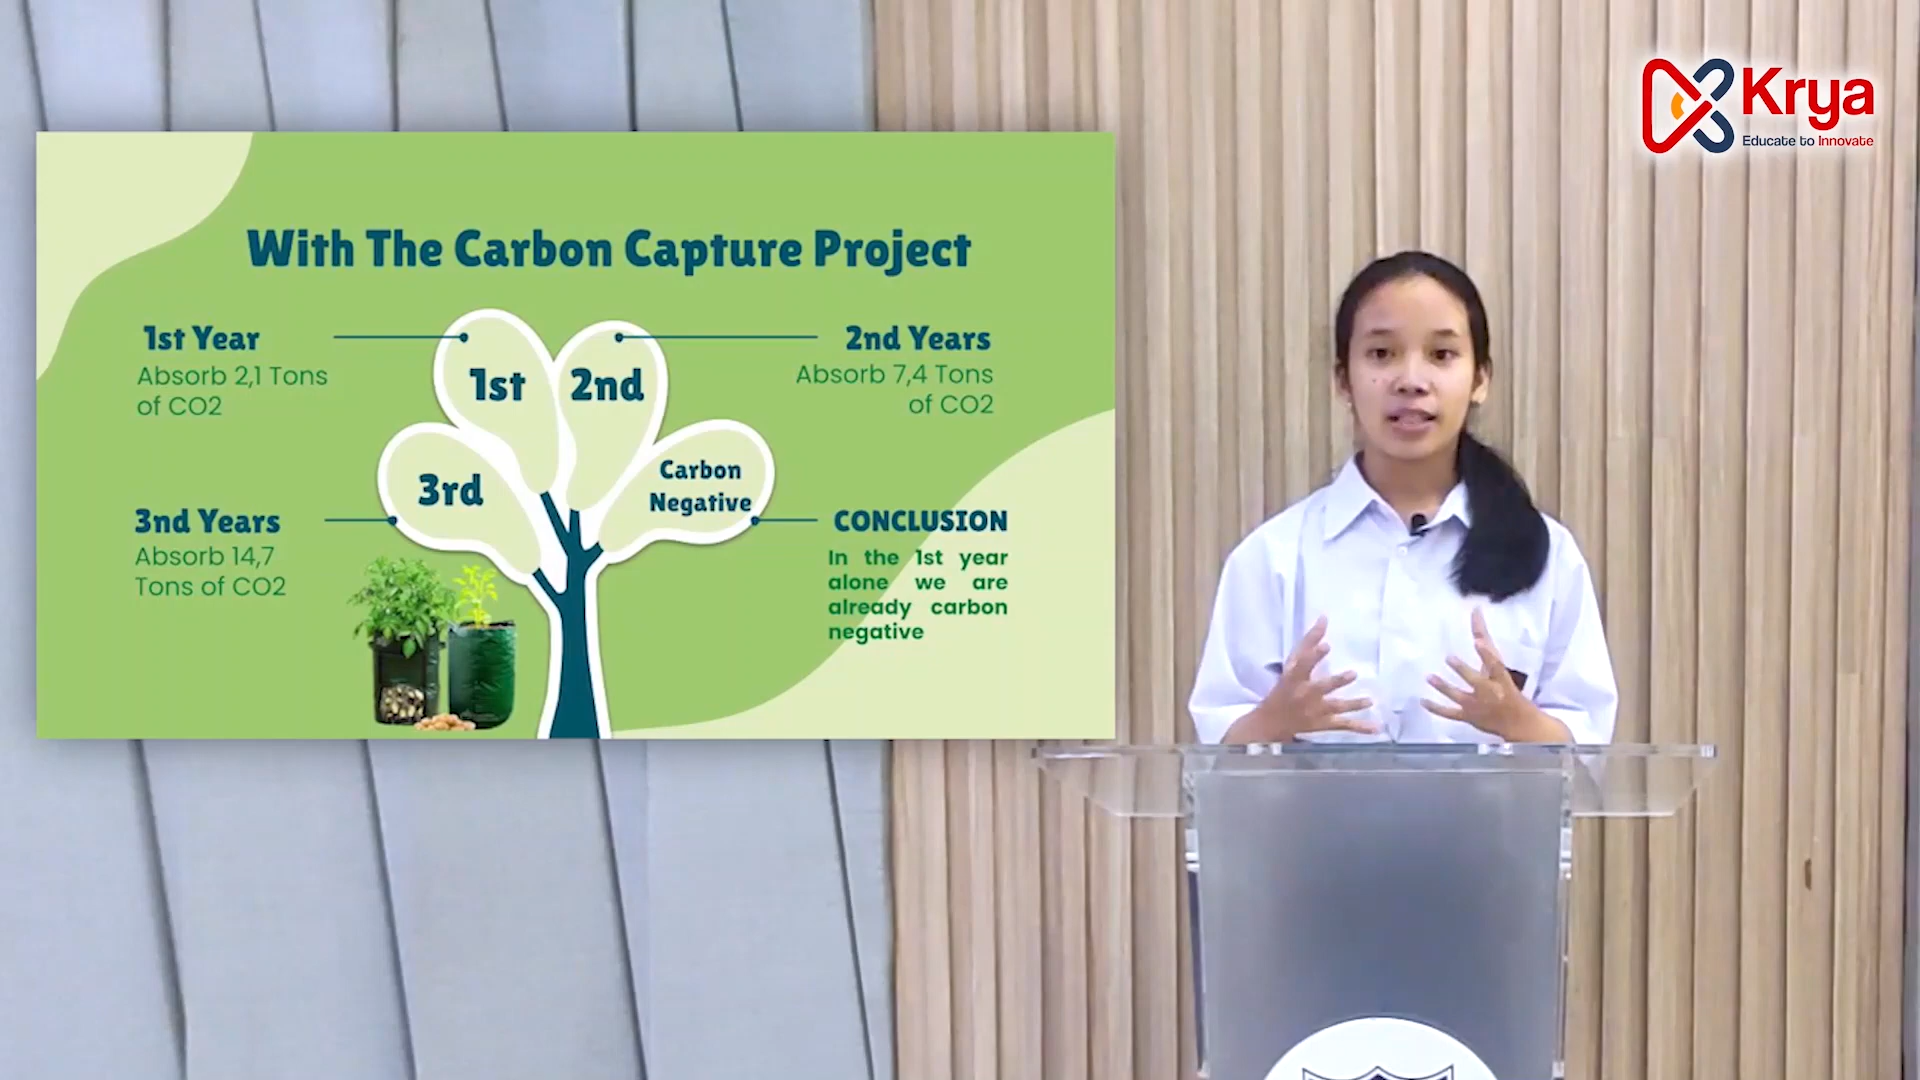 Krya
Educate to Innovate
With The Carbon Capture Project
1st Year
Absorb 2,1 Tons
of CO2
1st
2nd
2nd Years
Absorb 7,4 Tons
of CO2
3rd
Carbon
Negative
3nd Years
Absorb 14,7
Tons of CO2
CONCLUSION
In the 1st year
alone we are
already carbon
negative